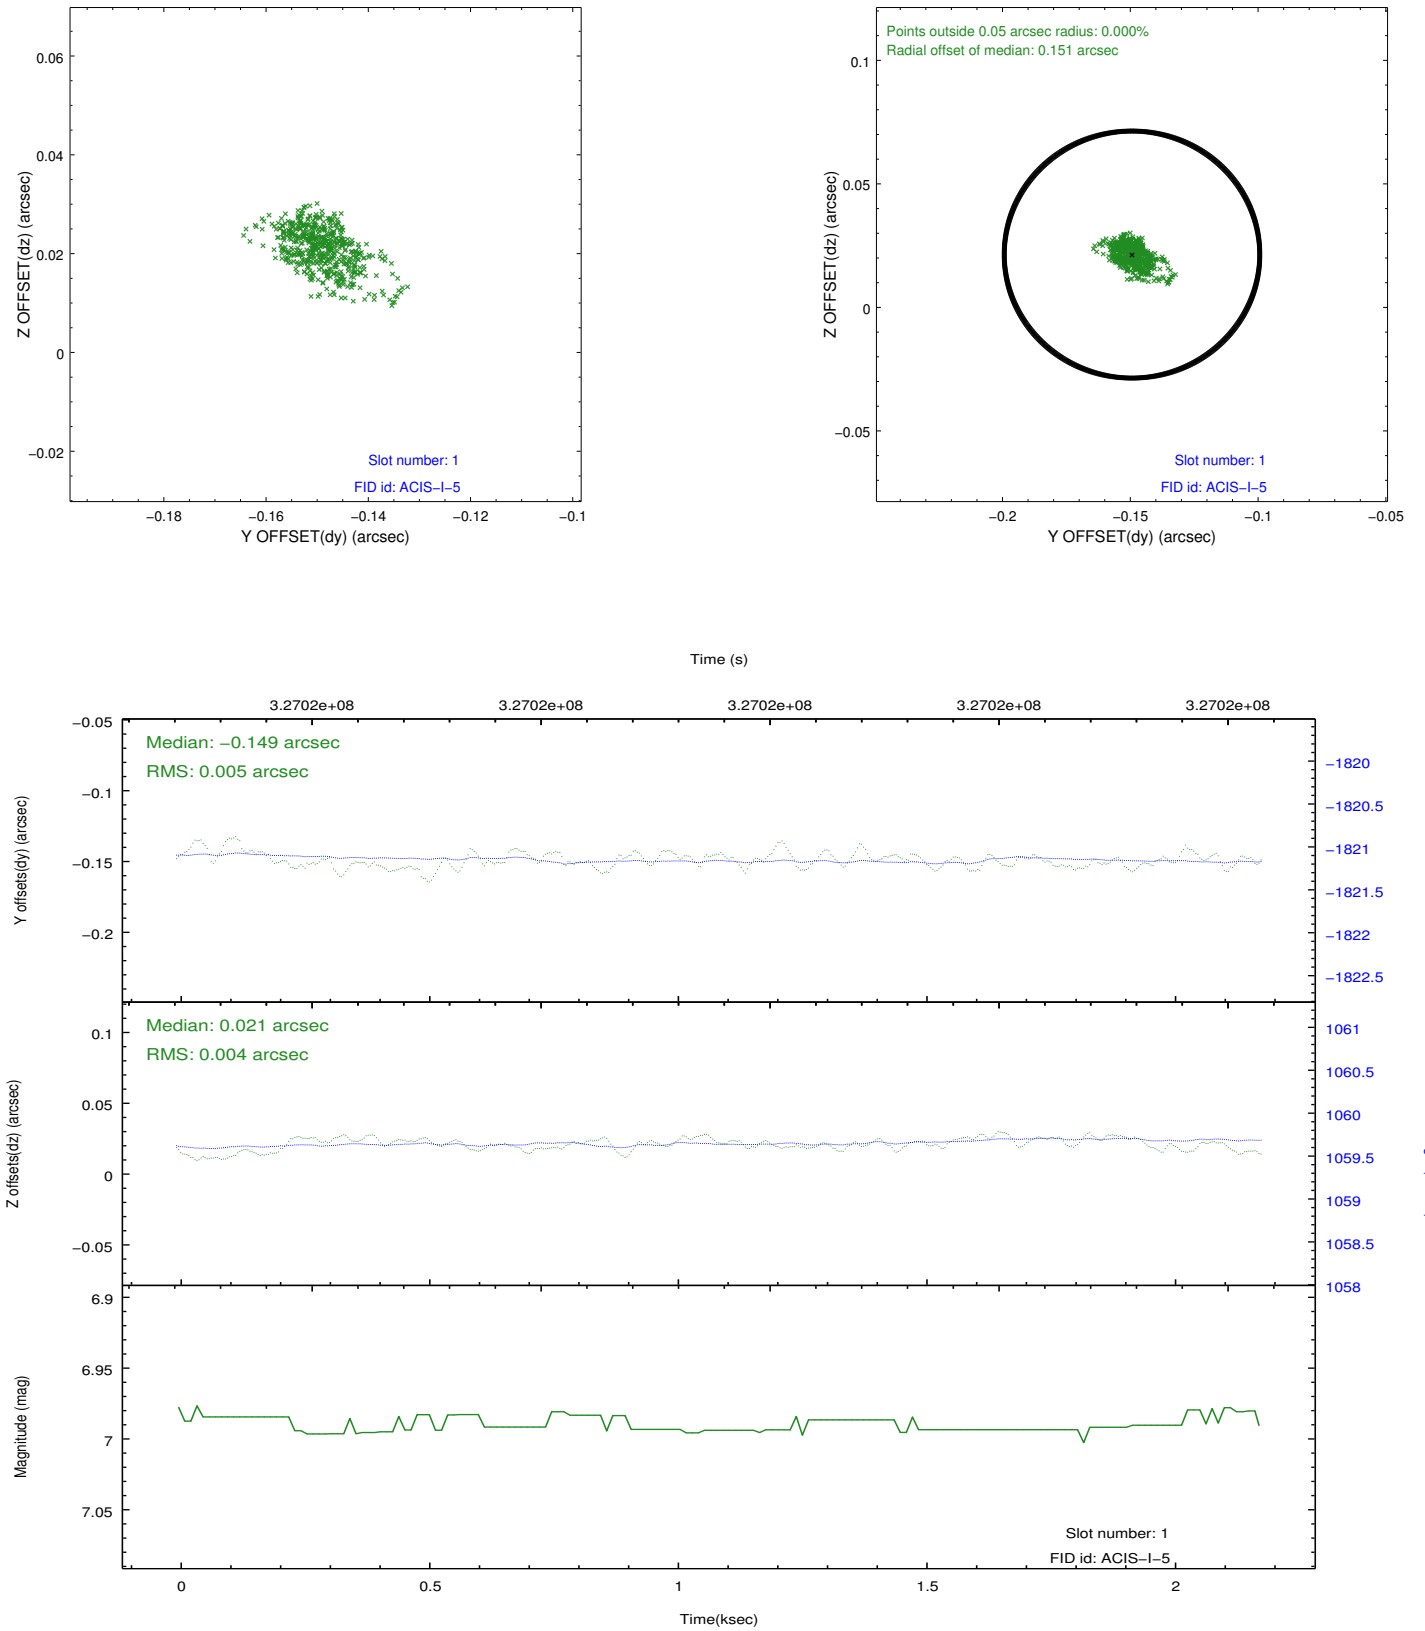 0.06
0.04
0.02
0
−0.02
Z OFFSET(dz) (arcsec)
Slot number: 1
FID id: ACIS−I−5
−0.18
−0.16
−0.14
−0.12
−0.1
Y OFFSET(dy) (arcsec)
Points outside 0.05 arcsec radius: 0.000%
Radial offset of median: 0.151 arcsec
0.1
0.05
0
−0.05
Z OFFSET(dz) (arcsec)
Slot number: 1
FID id: ACIS−I−5
−0.2
−0.15
−0.1
−0.05
Y OFFSET(dy) (arcsec)
Time (s)
3.2702e+08
3.2702e+08
3.2702e+08
3.2702e+08
3.2702e+08
−0.05
−0.1
−0.15
−0.2
Y offsets(dy) (arcsec)
Median: −0.149 arcsec
RMS: 0.005 arcsec
−1820
−1820.5
−1821
−1821.5
−1822
−1822.5
0.1
0.05
0
−0.05
Z offsets(dz) (arcsec)
Median: 0.021 arcsec
RMS: 0.004 arcsec
1061
1060.5
1060
1059.5
1059
1058.5
1058
6.9
6.95
7
7.05
Magnitude (mag)
Slot number: 1
FID id: ACIS−I−5
0
0.5
1
1.5
2
Time(ksec)